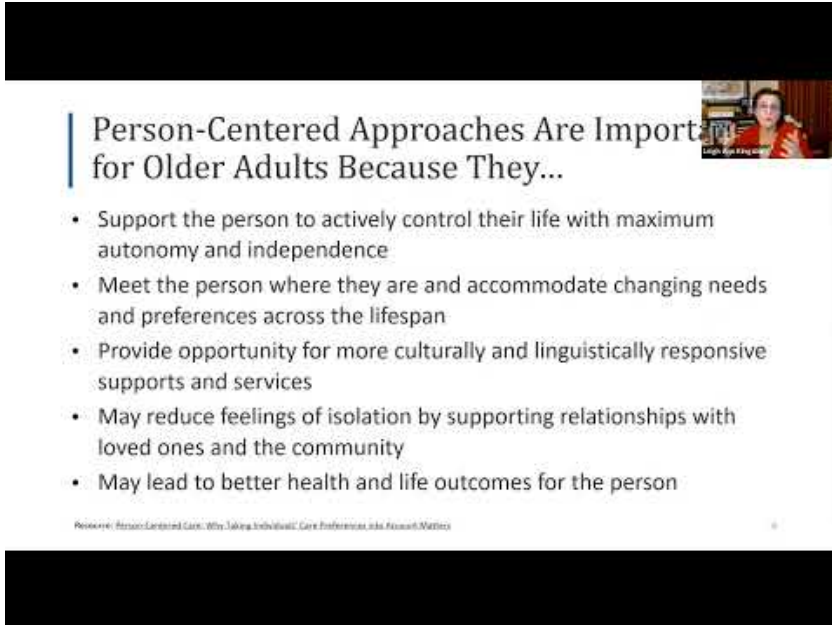 Person-Centered Approaches Are Importa
for Older Adults Because They...
• Support the person to actively control their life with maximum
autonomy and independence
• Meet the person where they are and accommodate changing needs
and preferences across the lifespan
• Provide opportunity for more culturally and linguistically responsive
supports and services
• May reduce feelings of isolation by supporting relationships with
loved ones and the community
• May lead to better health and life outcomes for the person
Resource: Person-Centered Care: Why Taking Individuals' Care Preferences into Account Matters